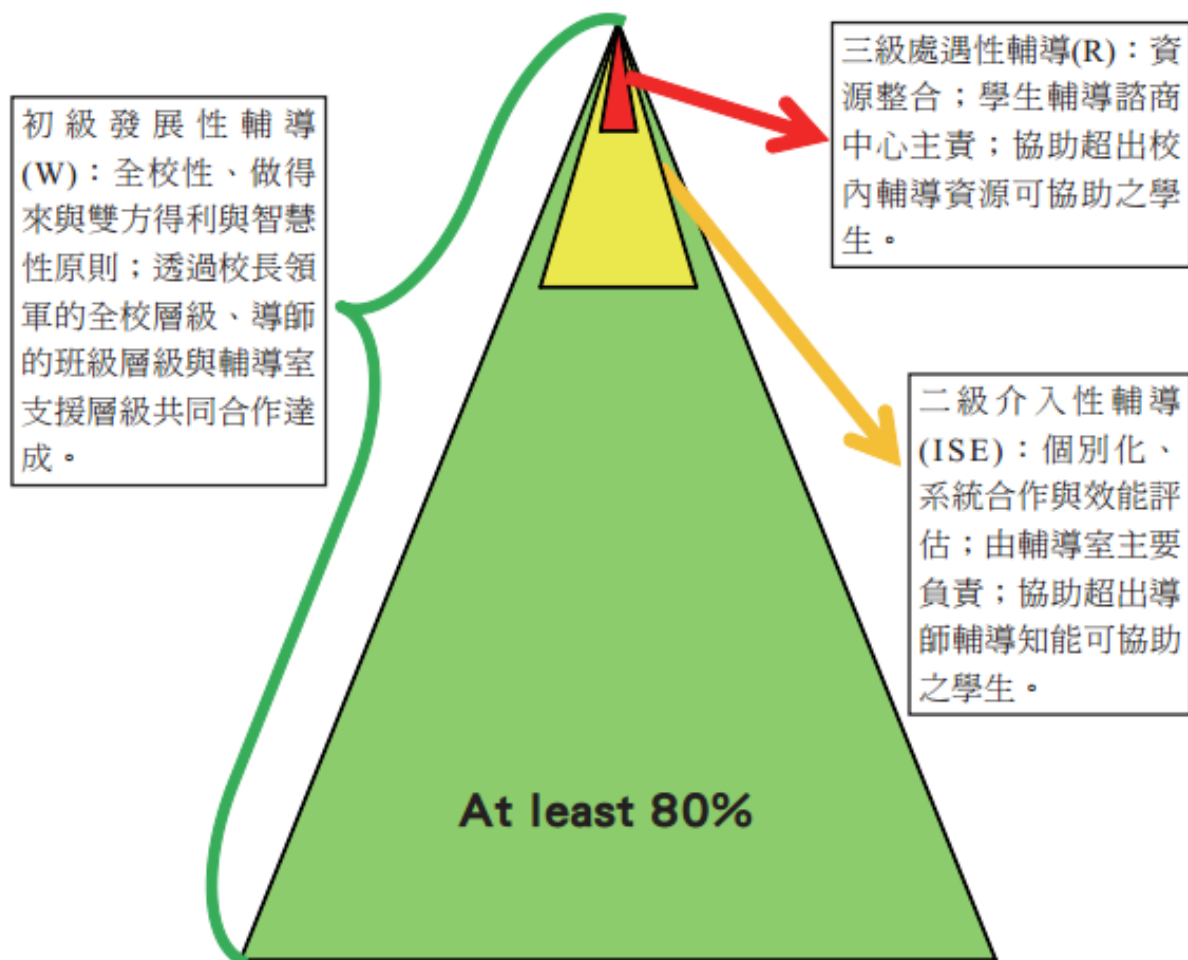 初級發展性輔導
(W)：全校性、做得
來與雙方得利與智慧
性原則；透過校長領
軍的全校層級、導師
的班級層級與輔導室
支援層級共同合作達
成。
三級處遇性輔導(R)：資
源整合；學生輔導諮商
中心主責；協助超出校
內輔導資源可協助之學
生。
二級介入性輔導
(ISE)：個別化、
系統合作與效能評
估；由輔導室主要
負責；協助超出導
師輔導知能可協助
之學生。
At least 80%